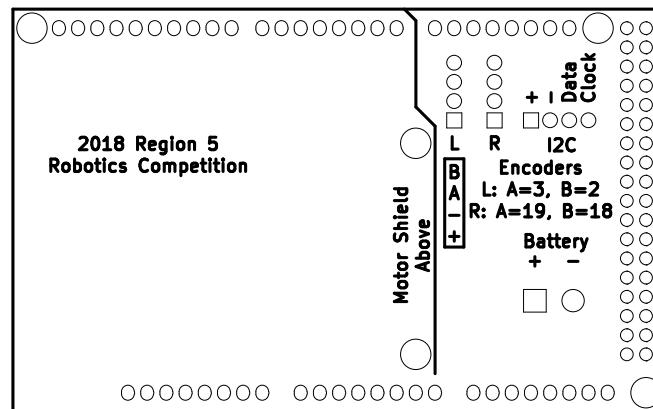 2018 Region 5
Robotics Competition
Motor Shield
Above
+
−
Data
Clock
L R I2C
B
A
−
+
Encoders
L: A=3, B=2
R: A=19, B=18
Battery
+ −